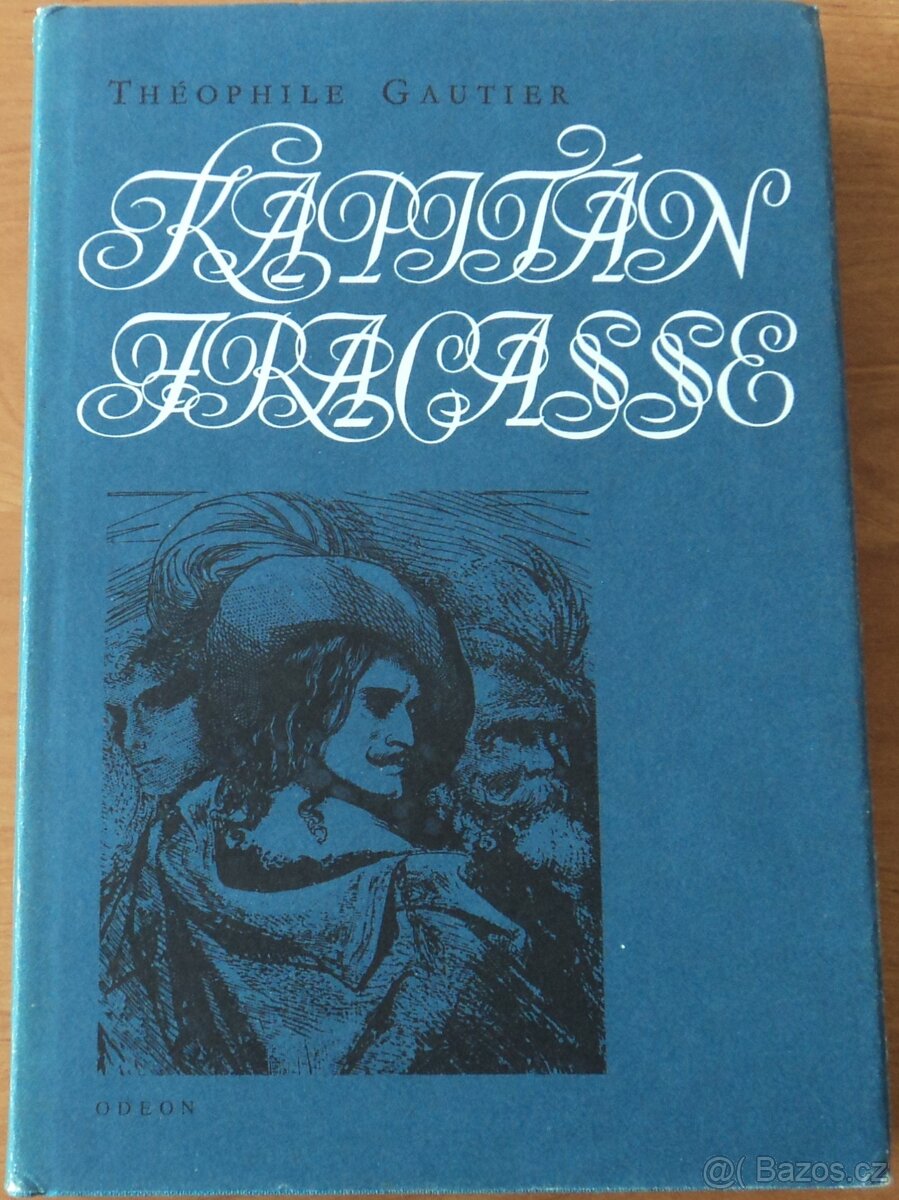 THÉOPHILE GAUTIER
KAPITÁN
FRACASSE
ODEON
@( Bazos.cz